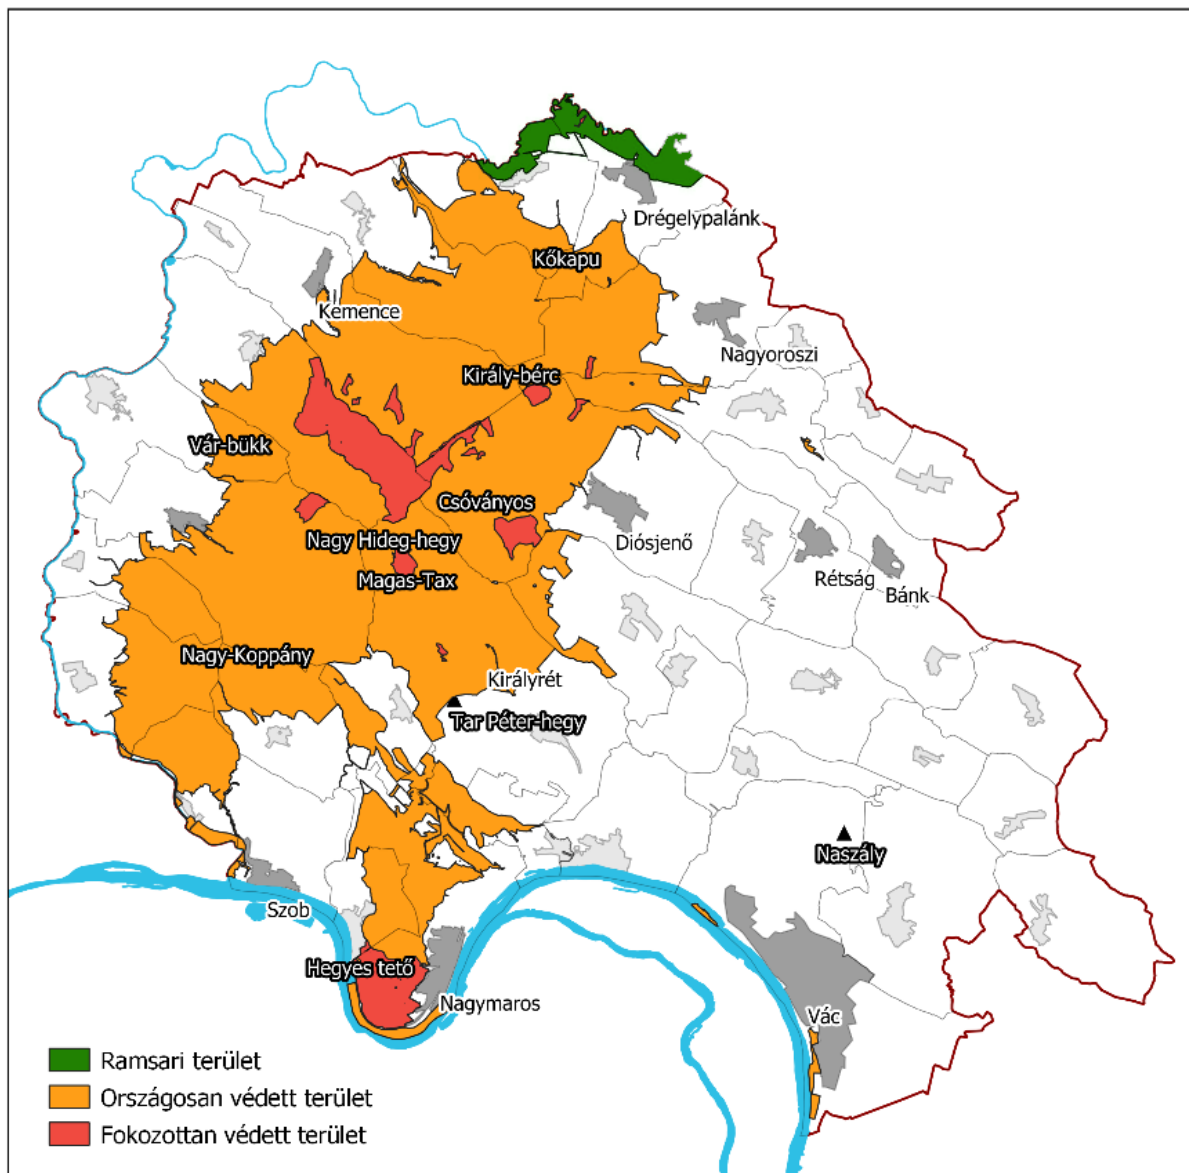 Drégelypalánk
Kőkapu
Kemence
Nagyoroszi
Király-bérc
Vár-bükk
Csóványos
Nagy Hideg-hegy
Diósjenő
Magas-Tax
Rétság
Bánk
Nagy-Koppány
Királyrét
Tar Péter-hegy
Naszály
Szob
Hegyes tető
Nagymaros
Vác
Ramsari terület
Országosan védett terület
Fokozottan védett terület